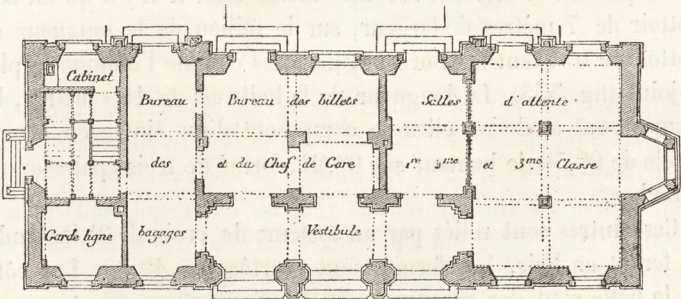 Cabinet
Bureau
des
bagages
Garde ligne
Bureau des billets
et du Chef de Gare
Vestibule
Salles d'attente
1re 2me et 3me Classe